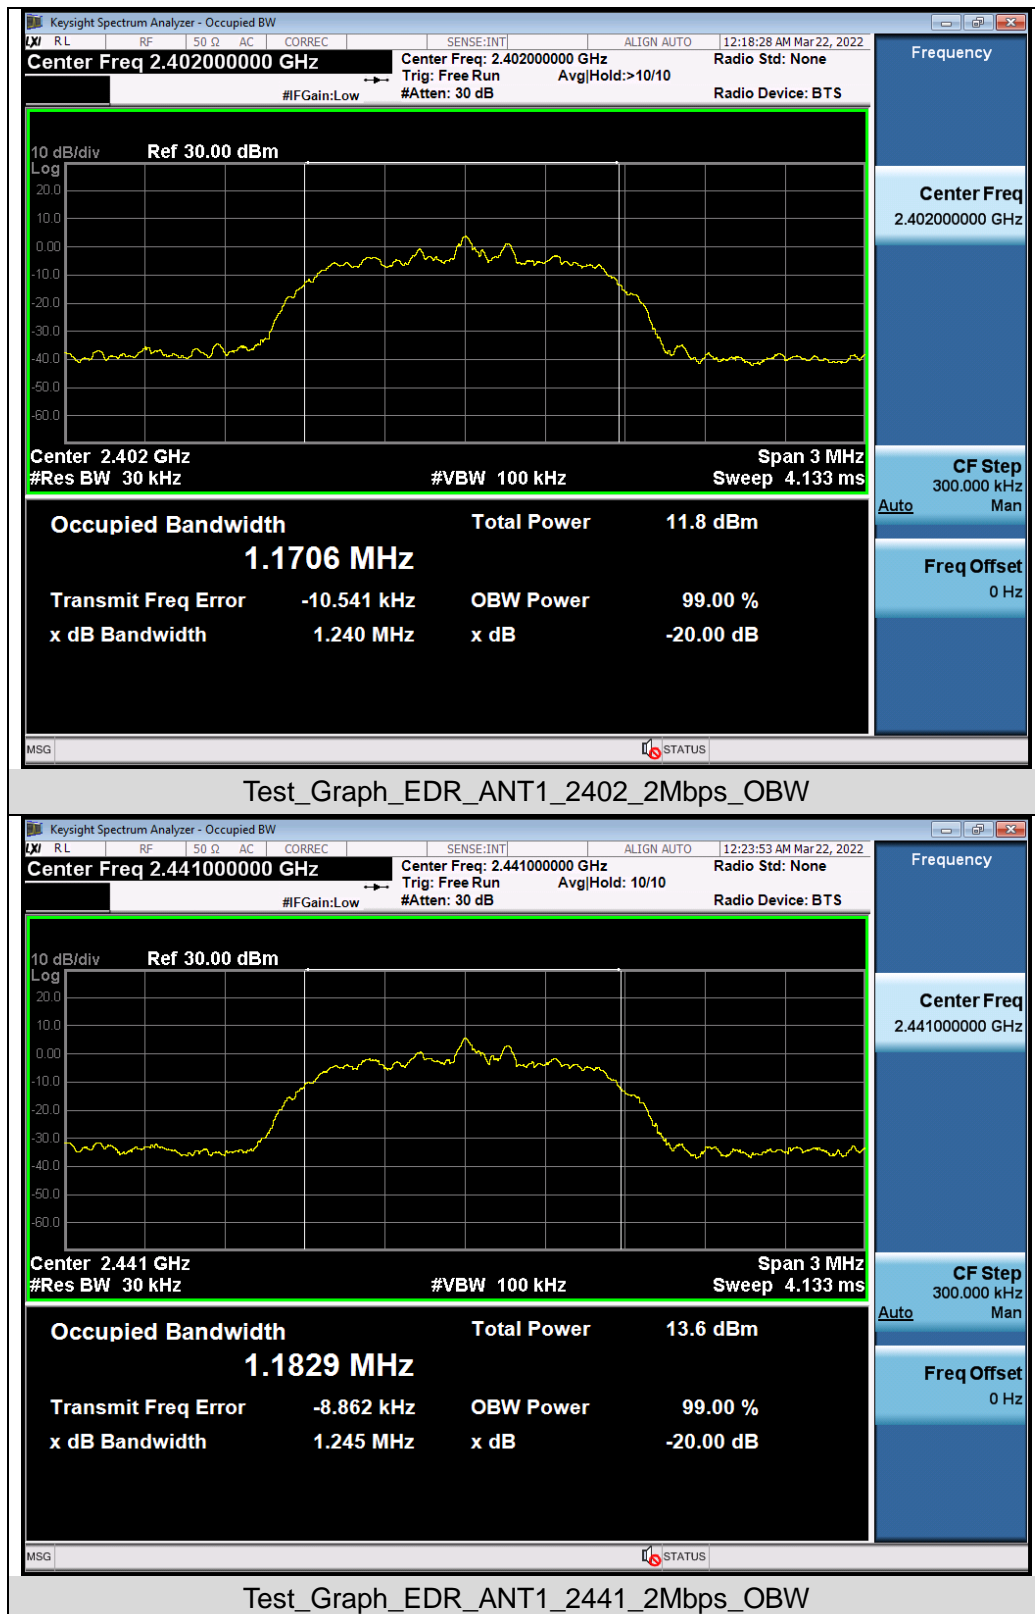 Keysight Spectrum Analyzer - Occupied BW
LXI RL RF 50 Ω AC CORREC SENSE:INT ALIGN AUTO 12:18:28 AM Mar 22, 2022
Center Freq 2.402000000 GHz Center Freq: 2.402000000 GHz Radio Std: None Frequency
Trig: Free Run Avg|Hold:>10/10
#IFGain:Low #Atten: 30 dB Radio Device: BTS
10 dB/div Ref 30.00 dBm
Log
20.0
10.0
0.00
-10.0
-20.0
-30.0
-40.0
-50.0
-60.0
Center 2.402 GHz Span 3 MHz
#Res BW 30 kHz #VBW 100 kHz Sweep 4.133 ms
Center Freq
2.402000000 GHz
CF Step
300.000 kHz
Auto Man
Freq Offset
0 Hz
Occupied Bandwidth Total Power 11.8 dBm
1.1706 MHz
Transmit Freq Error -10.541 kHz OBW Power 99.00 %
x dB Bandwidth 1.240 MHz x dB -20.00 dB
MSG STATUS
Test_Graph_EDR_ANT1_2402_2Mbps_OBW
Keysight Spectrum Analyzer - Occupied BW
LXI RL RF 50 Ω AC CORREC SENSE:INT ALIGN AUTO 12:23:53 AM Mar 22, 2022
Center Freq 2.441000000 GHz Center Freq: 2.441000000 GHz Radio Std: None Frequency
Trig: Free Run Avg|Hold: 10/10
#IFGain:Low #Atten: 30 dB Radio Device: BTS
10 dB/div Ref 30.00 dBm
Log
20.0
10.0
0.00
-10.0
-20.0
-30.0
-40.0
-50.0
-60.0
Center 2.441 GHz Span 3 MHz
#Res BW 30 kHz #VBW 100 kHz Sweep 4.133 ms
Center Freq
2.441000000 GHz
CF Step
300.000 kHz
Auto Man
Freq Offset
0 Hz
Occupied Bandwidth Total Power 13.6 dBm
1.1829 MHz
Transmit Freq Error -8.862 kHz OBW Power 99.00 %
x dB Bandwidth 1.245 MHz x dB -20.00 dB
MSG STATUS
Test_Graph_EDR_ANT1_2441_2Mbps_OBW